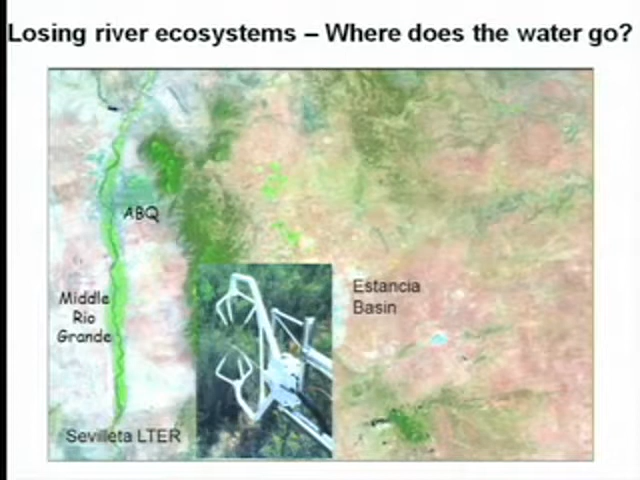 Losing river ecosystems – Where does the water go?
ABQ
Estancia
Basin
Middle
Rio
Grande
Sevilleta LTER